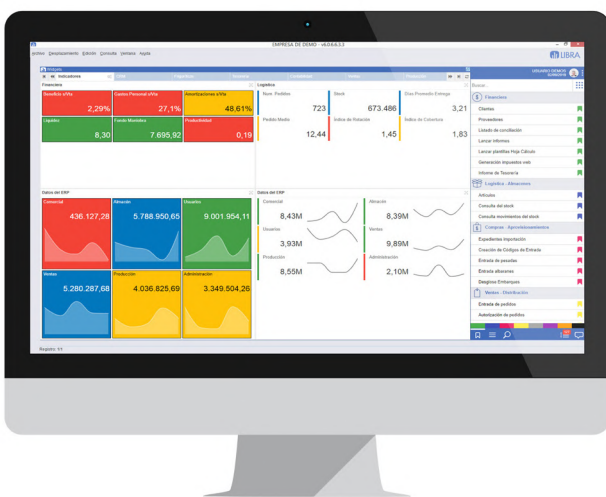 EMPRESA DE DEMO - v6.0.6.6.3.3
Archivo Desplazamiento Edición Consulta Ventana Ayuda
LIBRA
Widgets
Indicadores
USUARIO DEMO6
Buscar...
Financiera
Beneficio s/Vta
2,29%
Gastos Personal s/Vta
27,1%
Amortizaciones s/Vta
48,61%
Liquidez
8,30
Fondo Maniobra
7.695,92
Productividad
0,19
Logística
Num. Pedidos
723
Stock
673.486
Días Promedio Entrega
3,21
Pedido Medio
12,44
Índice de Rotación
1,45
Índice de Cobertura
1,83
Datos del ERP
Comercial
436.127,28
Almacén
5.788.950,65
Usuarios
9.001.954,11
Ventas
5.280.287,68
Producción
4.036.825,69
Administración
3.349.504,26
Datos del ERP
Comercial
8,43M
Almacén
8,39M
Usuarios
3,93M
Ventas
9,89M
Producción
8,55M
Administración
2,10M
Financiera
Clientes
Proveedores
Listado de conciliación
Lanzar Informes
Lanzar plantillas Hoja Cálculo
Generación impuestos web
Informe de Tesorería
Logística - Almacenes
Artículos
Consulta del stock
Consulta movimientos del stock
Compras - Aprovisionamientos
Expedientes Importación
Creación de Códigos de Entrada
Entrada de pesadas
Entrada albaranes
Desglose Embarques
Ventas - Distribución
Entrada de pedidos
Autorización de pedidos
Registro: 1/1